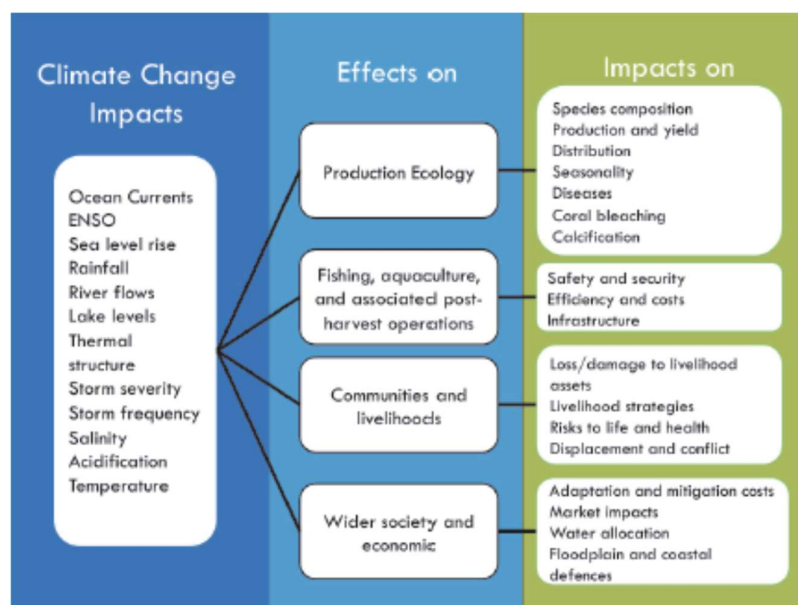 Climate Change
Impacts
Ocean Currents
ENSO
Sea level rise
Rainfall
River flows
Lake levels
Thermal
structure
Storm severity
Storm frequency
Salinity
Acidification
Temperature
Effects on
Production Ecology
Fishing, aquaculture,
and associated post-
harvest operations
Communities and
livelihoods
Wider society and
economic
Impacts on
Species composition
Production and yield
Distribution
Seasonality
Diseases
Coral bleaching
Calcification
Safety and security
Efficiency and costs
Infrastructure
Loss/damage to livelihood
assets
Livelihood strategies
Risks to life and health
Displacement and conflict
Adaptation and mitigation costs
Market impacts
Water allocation
Floodplain and coastal
defences